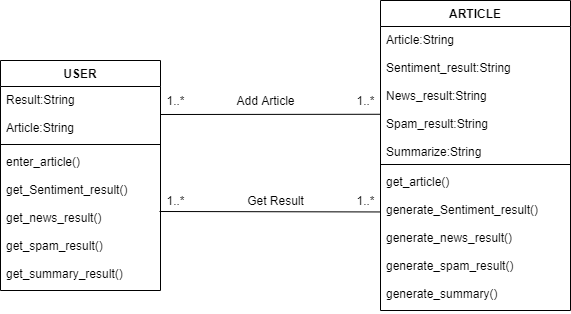 USER
Result:String
Article:String
enter_article()
get_Sentiment_result()
get_news_result()
get_spam_result()
get_summary_result()
1..* Add Article 1..*
1..* Get Result 1..*
ARTICLE
Article:String
Sentiment_result:String
News_result:String
Spam_result:String
Summarize:String
get_article()
generate_Sentiment_result()
generate_news_result()
generate_spam_result()
generate_summary()